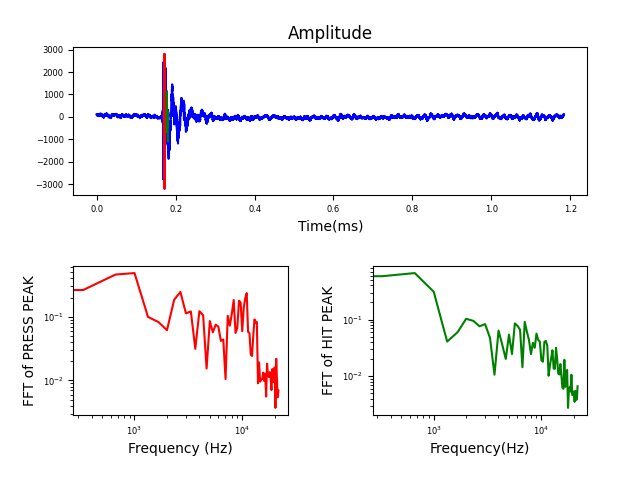 Amplitude
3000
2000
1000
0
−1000
−2000
−3000
0.0 0.2 0.4 0.6 0.8 1.0 1.2
Time(ms)
FFT of PRESS PEAK
10⁻¹
10⁻²
10³ 10⁴
Frequency (Hz)
FFT of HIT PEAK
10⁻¹
10⁻²
10³ 10⁴
Frequency(Hz)